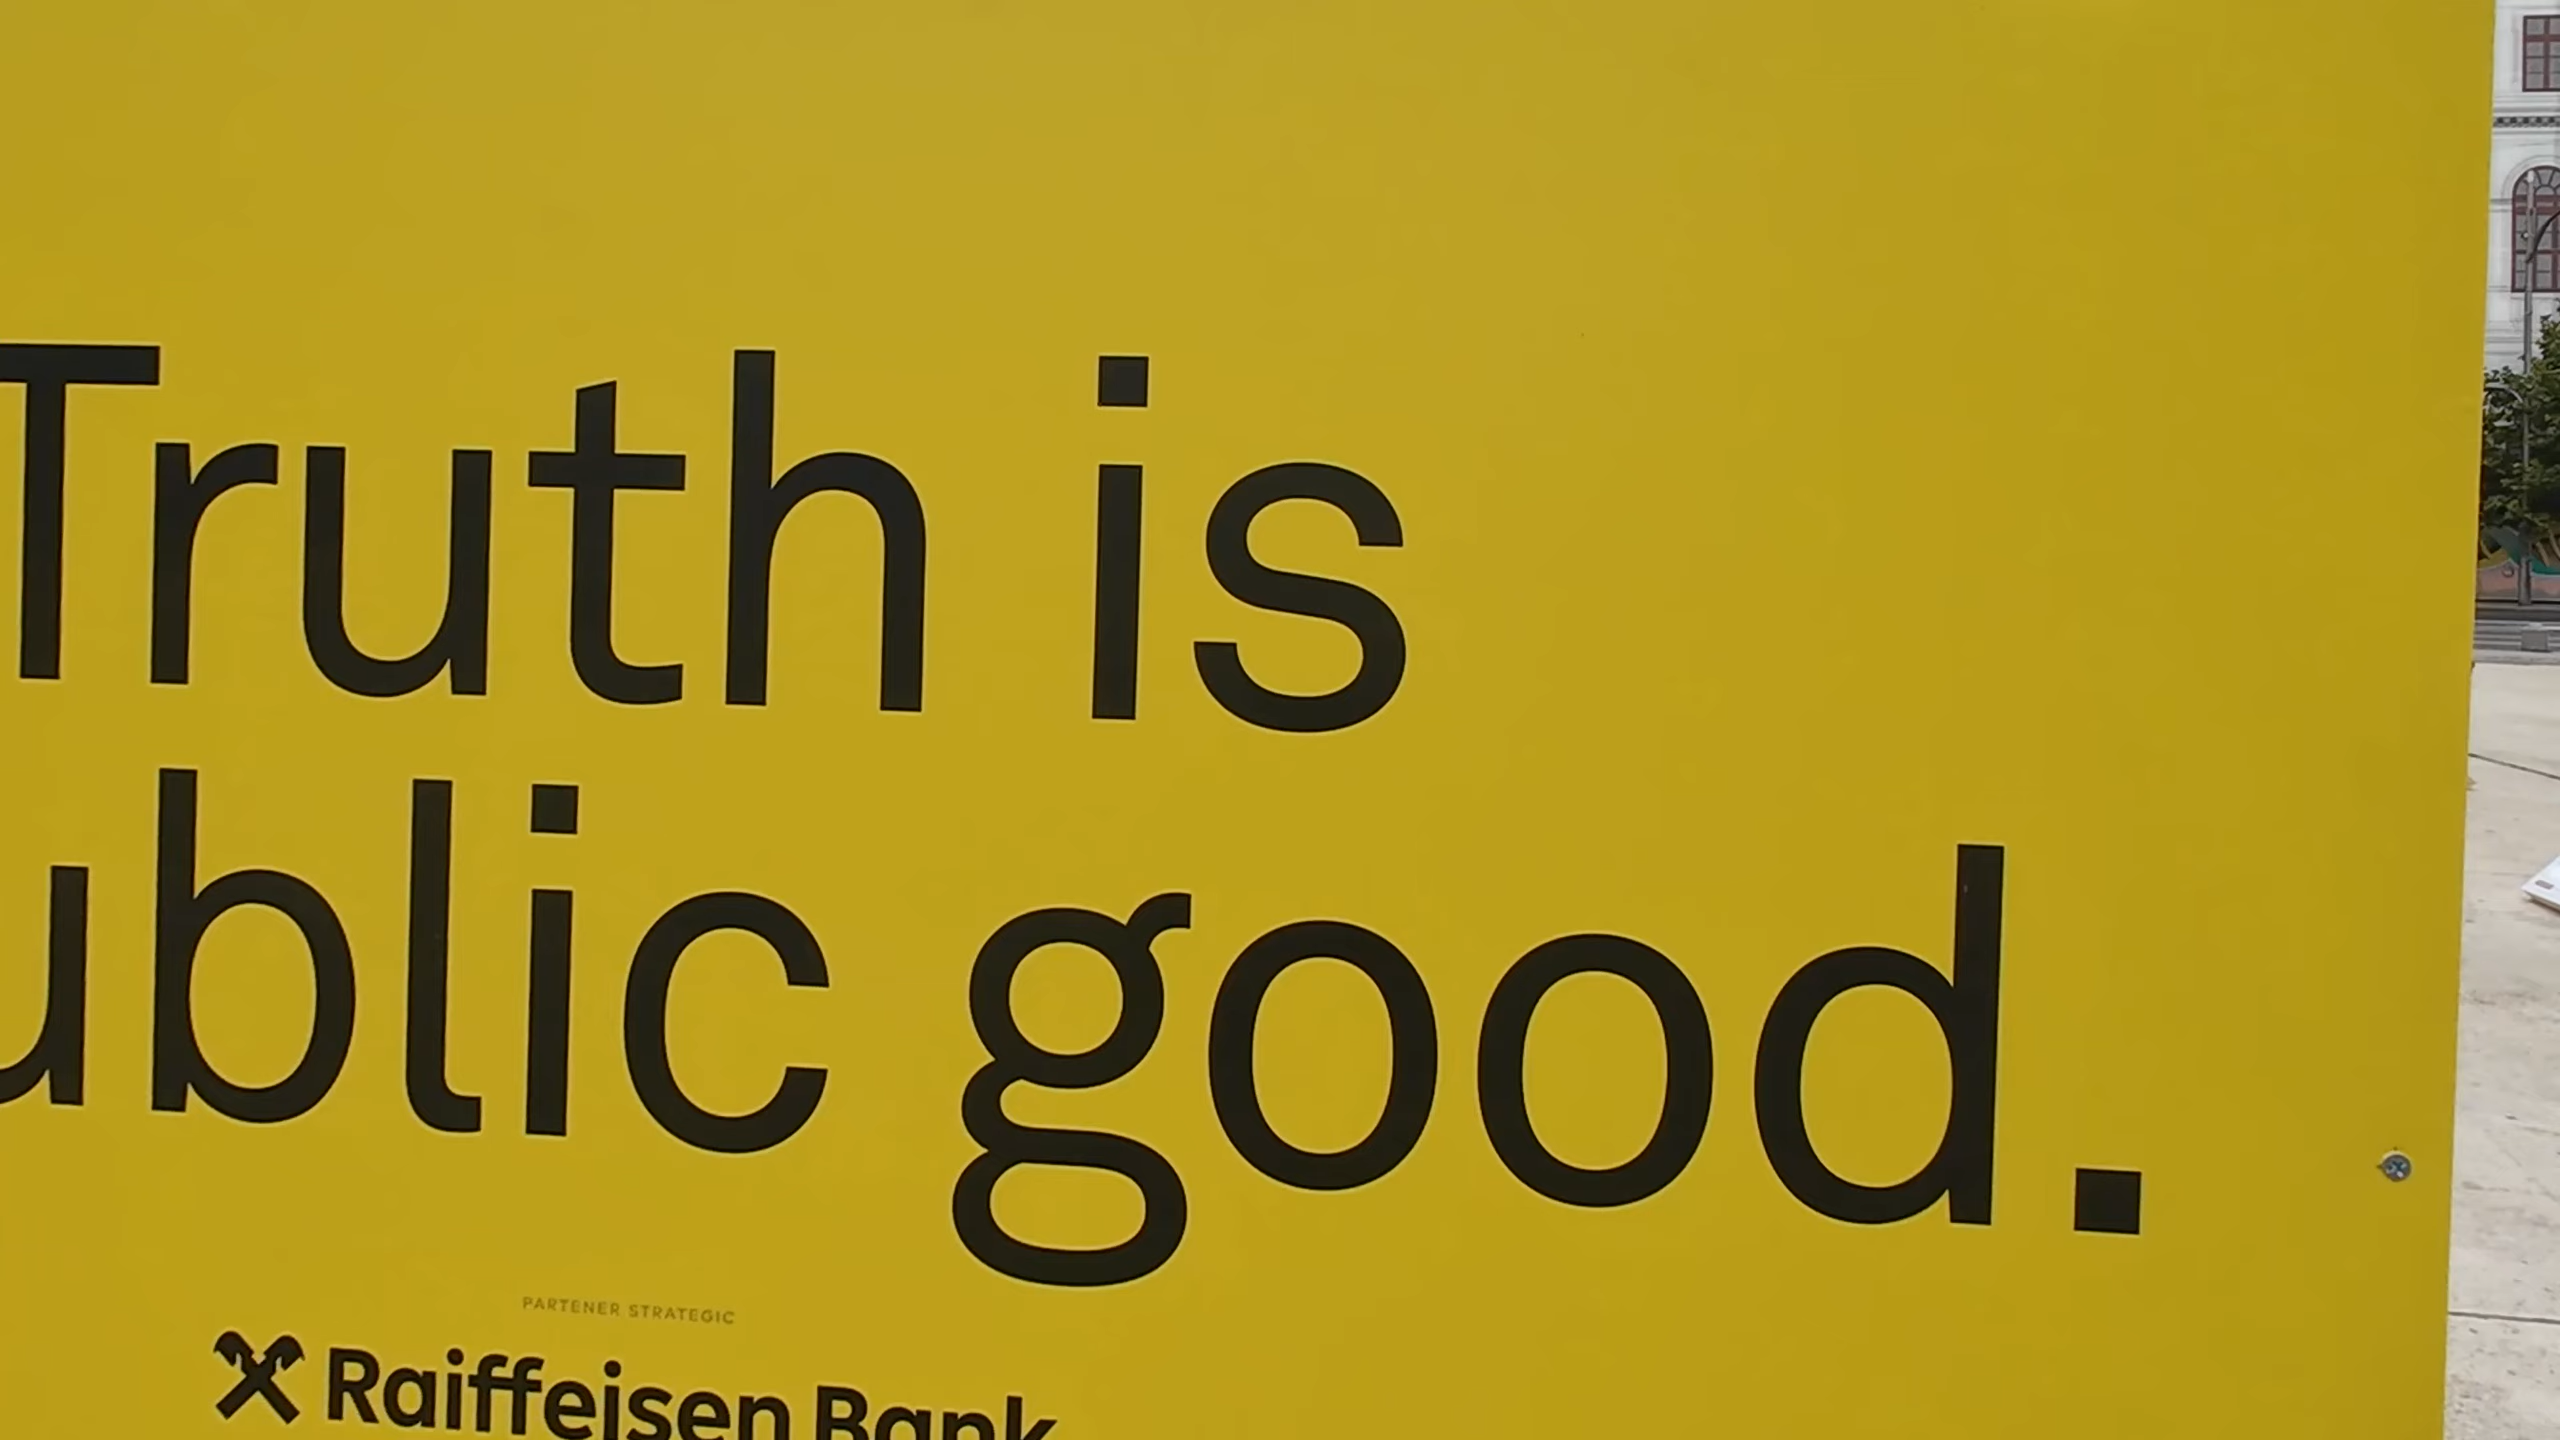 Truth is
ublic good.
PARTENER STRATEGIC
Raiffeisen Bank